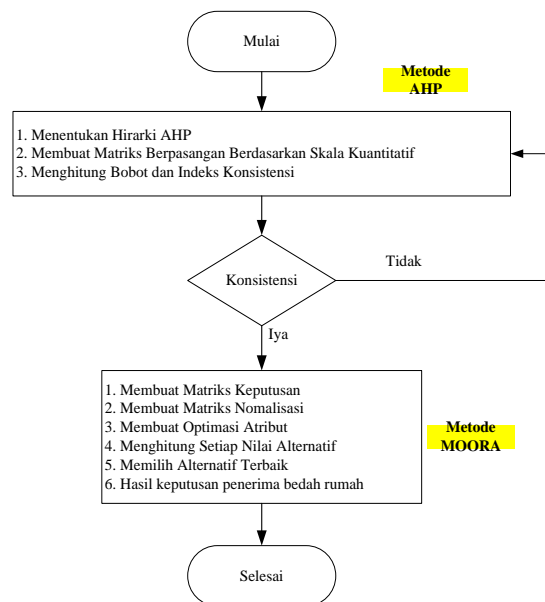 Mulai
Metode
AHP
1. Menentukan Hirarki AHP
2. Membuat Matriks Berpasangan Berdasarkan Skala Kuantitatif
3. Menghitung Bobot dan Indeks Konsistensi
Konsistensi
Tidak
Iya
1. Membuat Matriks Keputusan
2. Membuat Matriks Nomalisasi
3. Membuat Optimasi Atribut
4. Menghitung Setiap Nilai Alternatif
5. Memilih Alternatif Terbaik
6. Hasil keputusan penerima bedah rumah
Metode
MOORA
Selesai